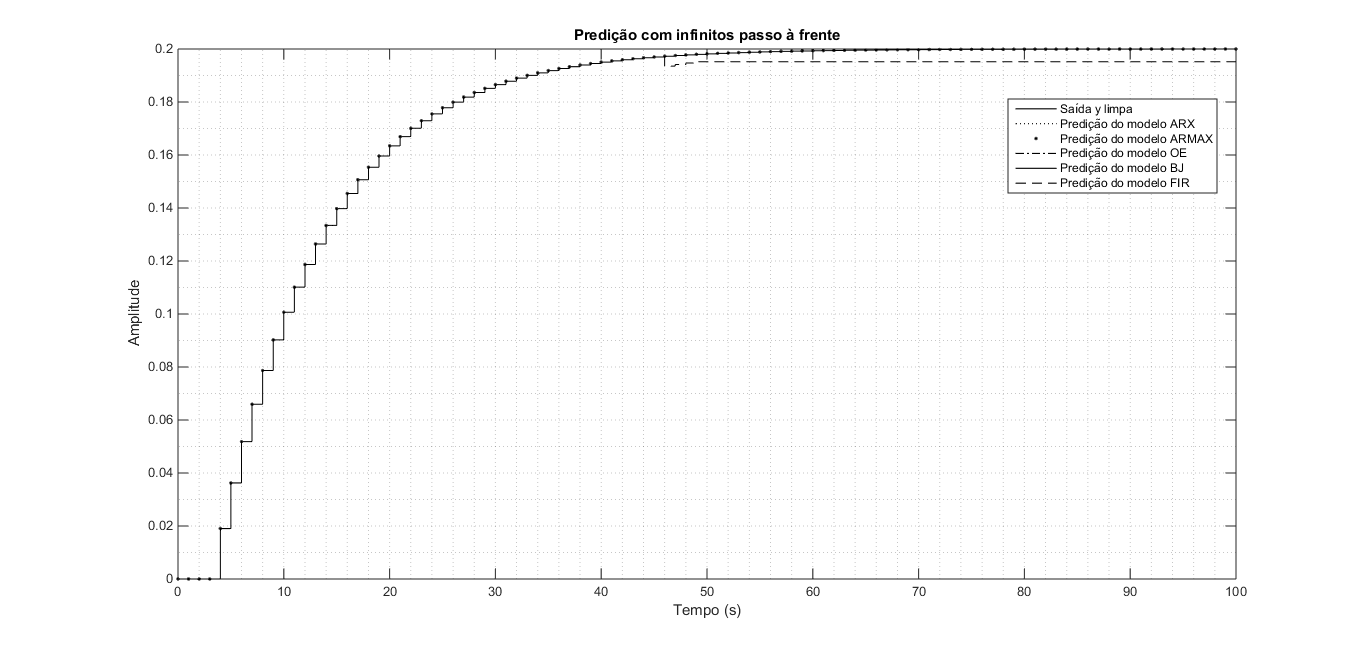 Predição com infinitos passo à frente
0.2
0.18
0.16
0.14
0.12
0.1
0.08
0.06
0.04
0.02
0
Amplitude
Saída y limpa
Predição do modelo ARX
Predição do modelo ARMAX
Predição do modelo OE
Predição do modelo BJ
Predição do modelo FIR
0 10 20 30 40 50 60 70 80 90 100
Tempo (s)